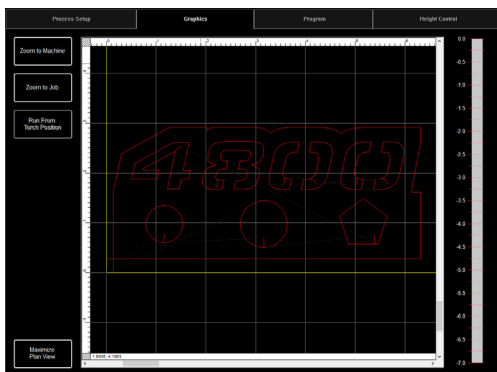 Process Setup
Graphics
Program
Height Control
Zoom to Machine
Zoom to Job
Run From
Torch Position
Maximize
Plan View
4800
0.0
-0.5
-1.0
-1.5
-2.0
-2.5
-3.0
-3.5
-4.0
-4.5
-5.0
-5.5
-6.0
-6.5
-7.0